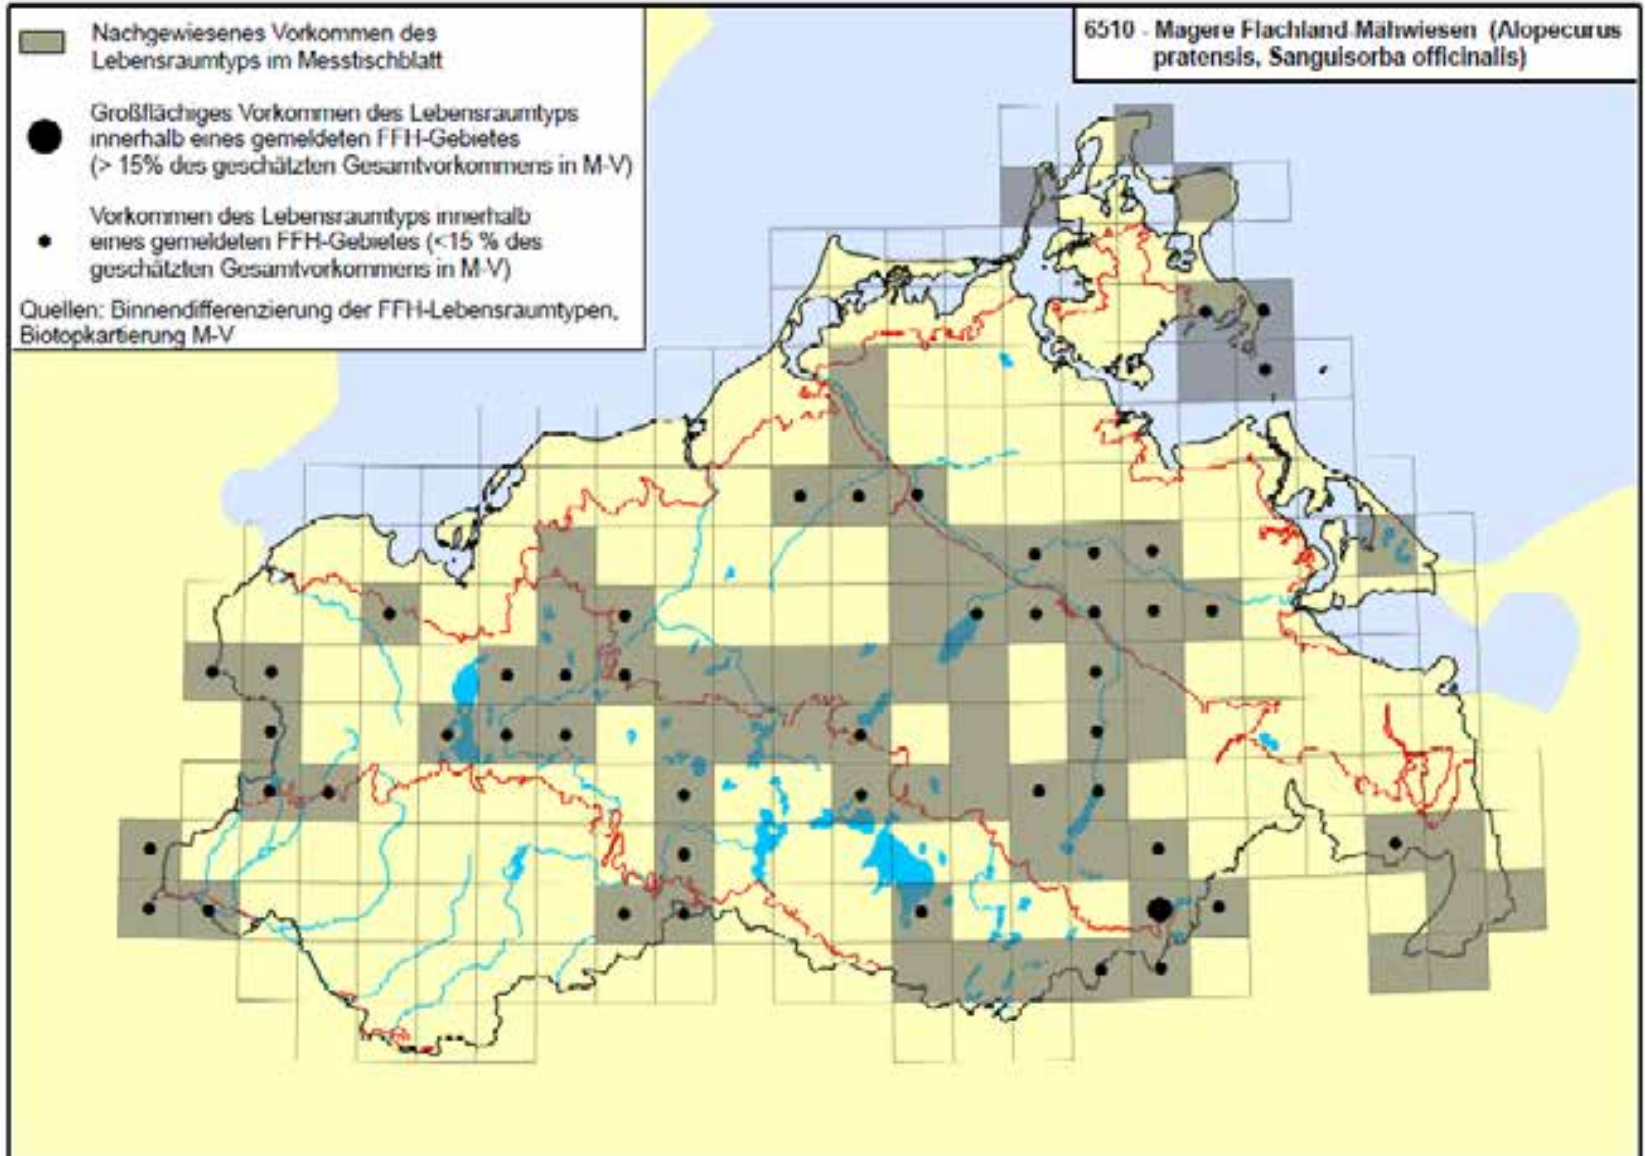 Nachgewiesenes Vorkommen des
Lebensraumtyps im Messtischblatt
Großflächiges Vorkommen des Lebensraumtyps
innerhalb eines gemeldeten FFH-Gebietes
(> 15% des geschätzten Gesamtvorkommens in M-V)
Vorkommen des Lebensraumtyps innerhalb
eines gemeldeten FFH-Gebietes (<15 % des
geschätzten Gesamtvorkommens in M-V)
Quellen: Binnendifferenzierung der FFH-Lebensraumtypen,
Biotopkartierung M-V
6510 - Magere Flachland-Mähwiesen (Alopecurus
pratensis, Sanguisorba officinalis)